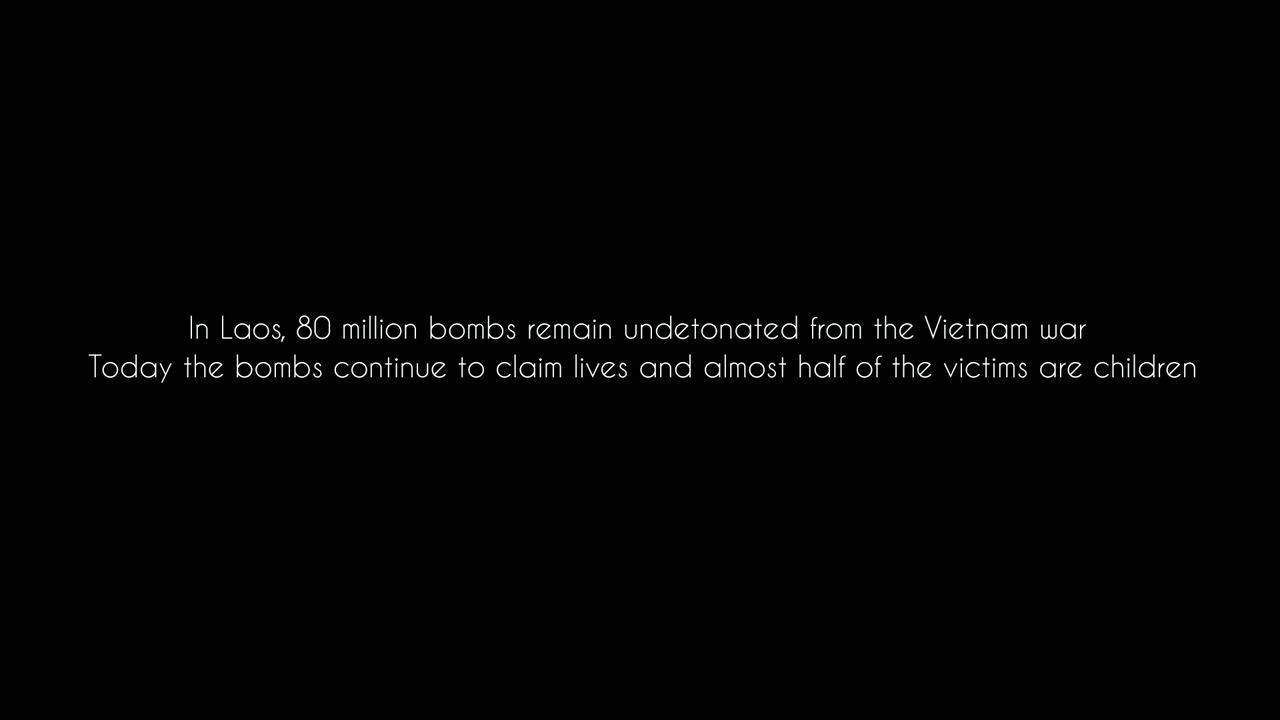 In Laos, 80 million bombs remain undetonated from the Vietnam war
Today the bombs continue to claim lives and almost half of the victims are children